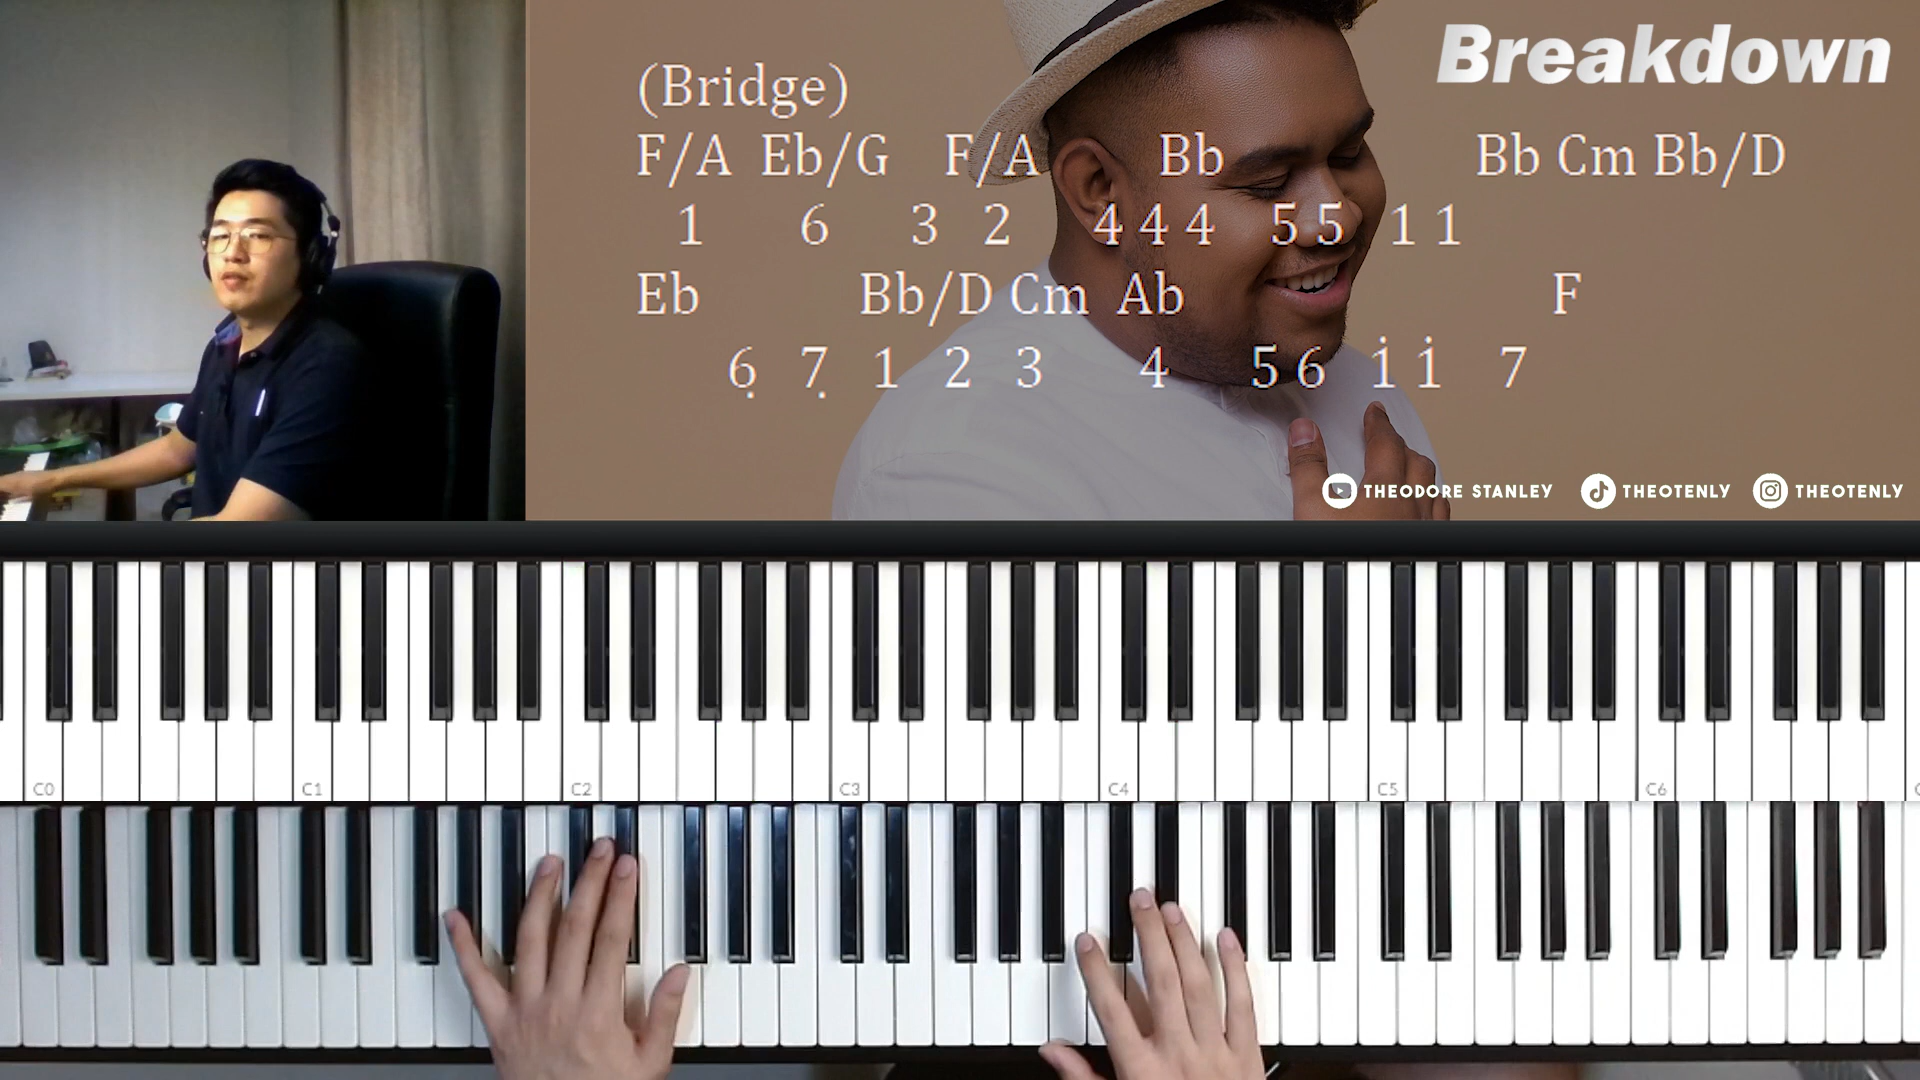 Breakdown
(Bridge)
F/A Eb/G F/A Bb Bb Cm Bb/D
1 6 3 2 4 4 4 5 5 1 1
Eb Bb/D Cm Ab F
6̣ 7̣ 1 2 3 4 5 6 1̇ 1̇ 7
THEODORE STANLEY THEOTENLY THEOTENLY
C0 C1 C2 C3 C4 C5 C6 C